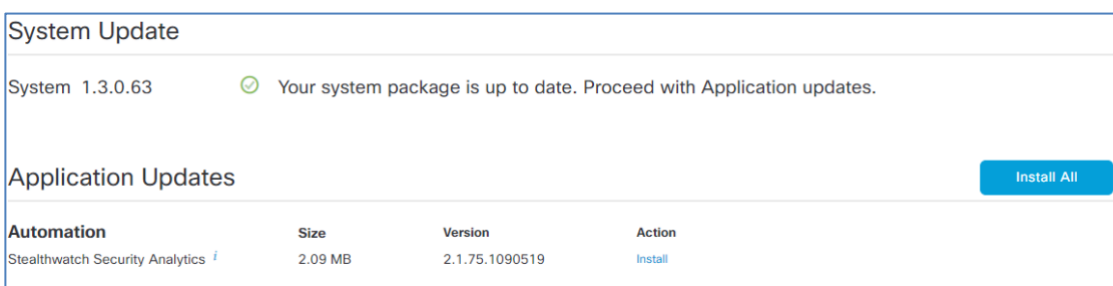 System Update
System 1.3.0.63 Your system package is up to date. Proceed with Application updates.
Application Updates Install All
Automation Size Version Action
Stealthwatch Security Analytics i 2.09 MB 2.1.75.1090519 Install